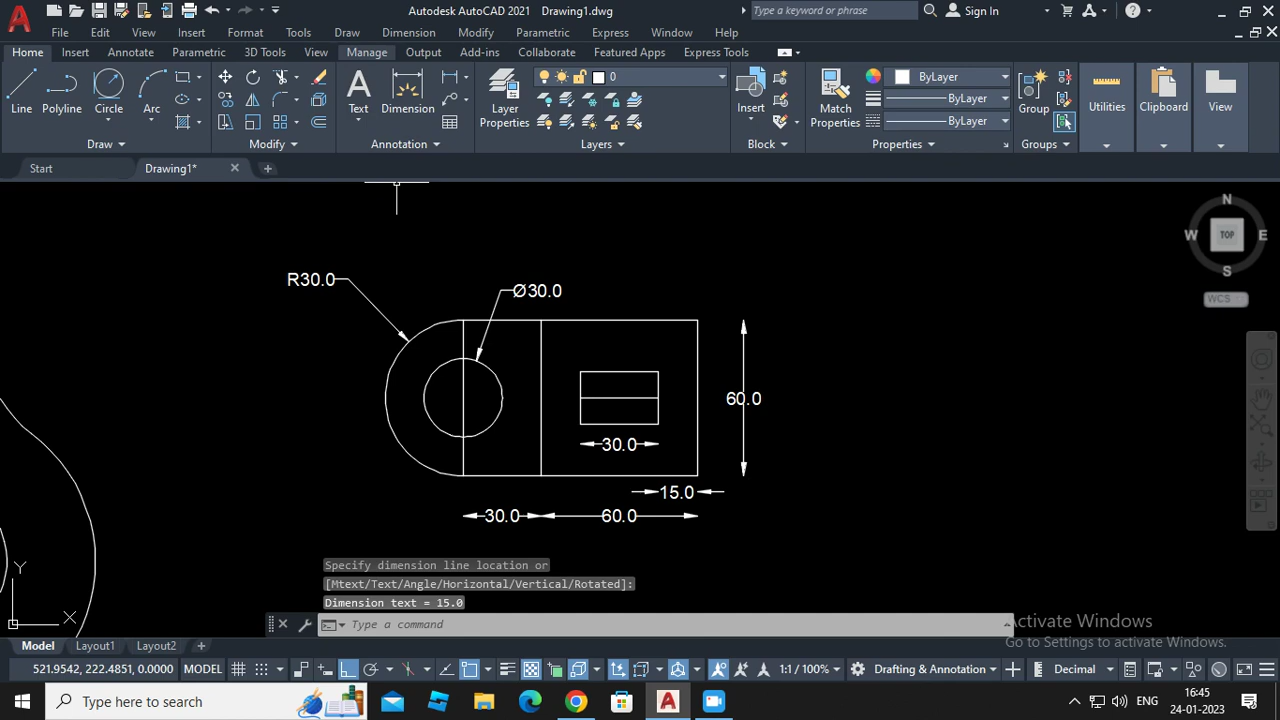 Autodesk AutoCAD 2021 Drawing1.dwg
Type a keyword or phrase
Sign In
File Edit View Insert Format Tools Draw Dimension Modify Parametric Express Window Help
Home Insert Annotate Parametric 3D Tools View Manage Output Add-ins Collaborate Featured Apps Express Tools
Line Polyline Circle Arc
Text Dimension
Layer Properties
0
Insert
Match Properties
ByLayer
ByLayer
ByLayer
Group
Utilities
Clipboard
View
Draw Modify Annotation Layers Block Properties Groups
Start Drawing1*
N
W TOP E
S
WCS
R30.0
Ø30.0
60.0
30.0
15.0
30.0 60.0
Y
X
Specify dimension line location or
[Mtext/Text/Angle/Horizontal/Vertical/Rotated]:
Dimension text = 15.0
Type a command
Activate Windows
Go to Settings to activate Windows.
Model Layout1 Layout2
521.9542, 222.4851, 0.0000 MODEL 1:1 / 100% Drafting & Annotation Decimal
Type here to search
ENG
16:45
24-01-2023